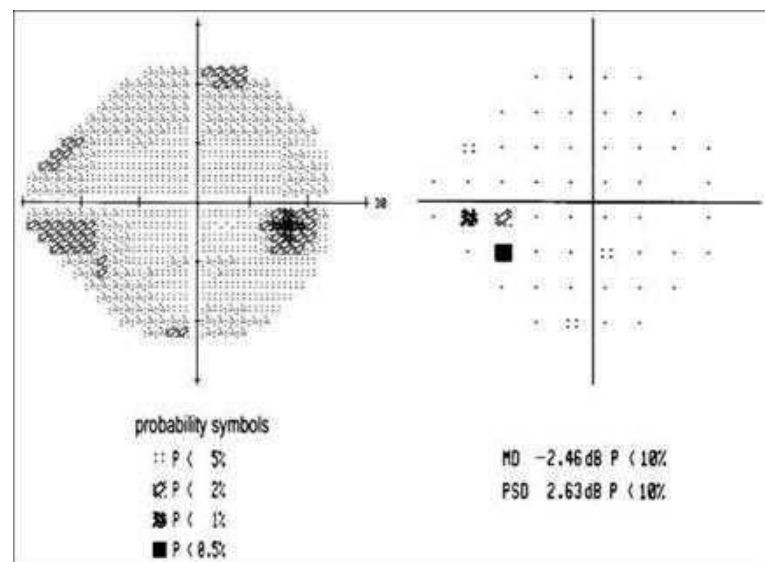 30
probability symbols
:: P < 5%
P < 2%
P < 1%
■ P < 0.5%
MD -2.46 dB P < 10%
PSD 2.63 dB P < 10%